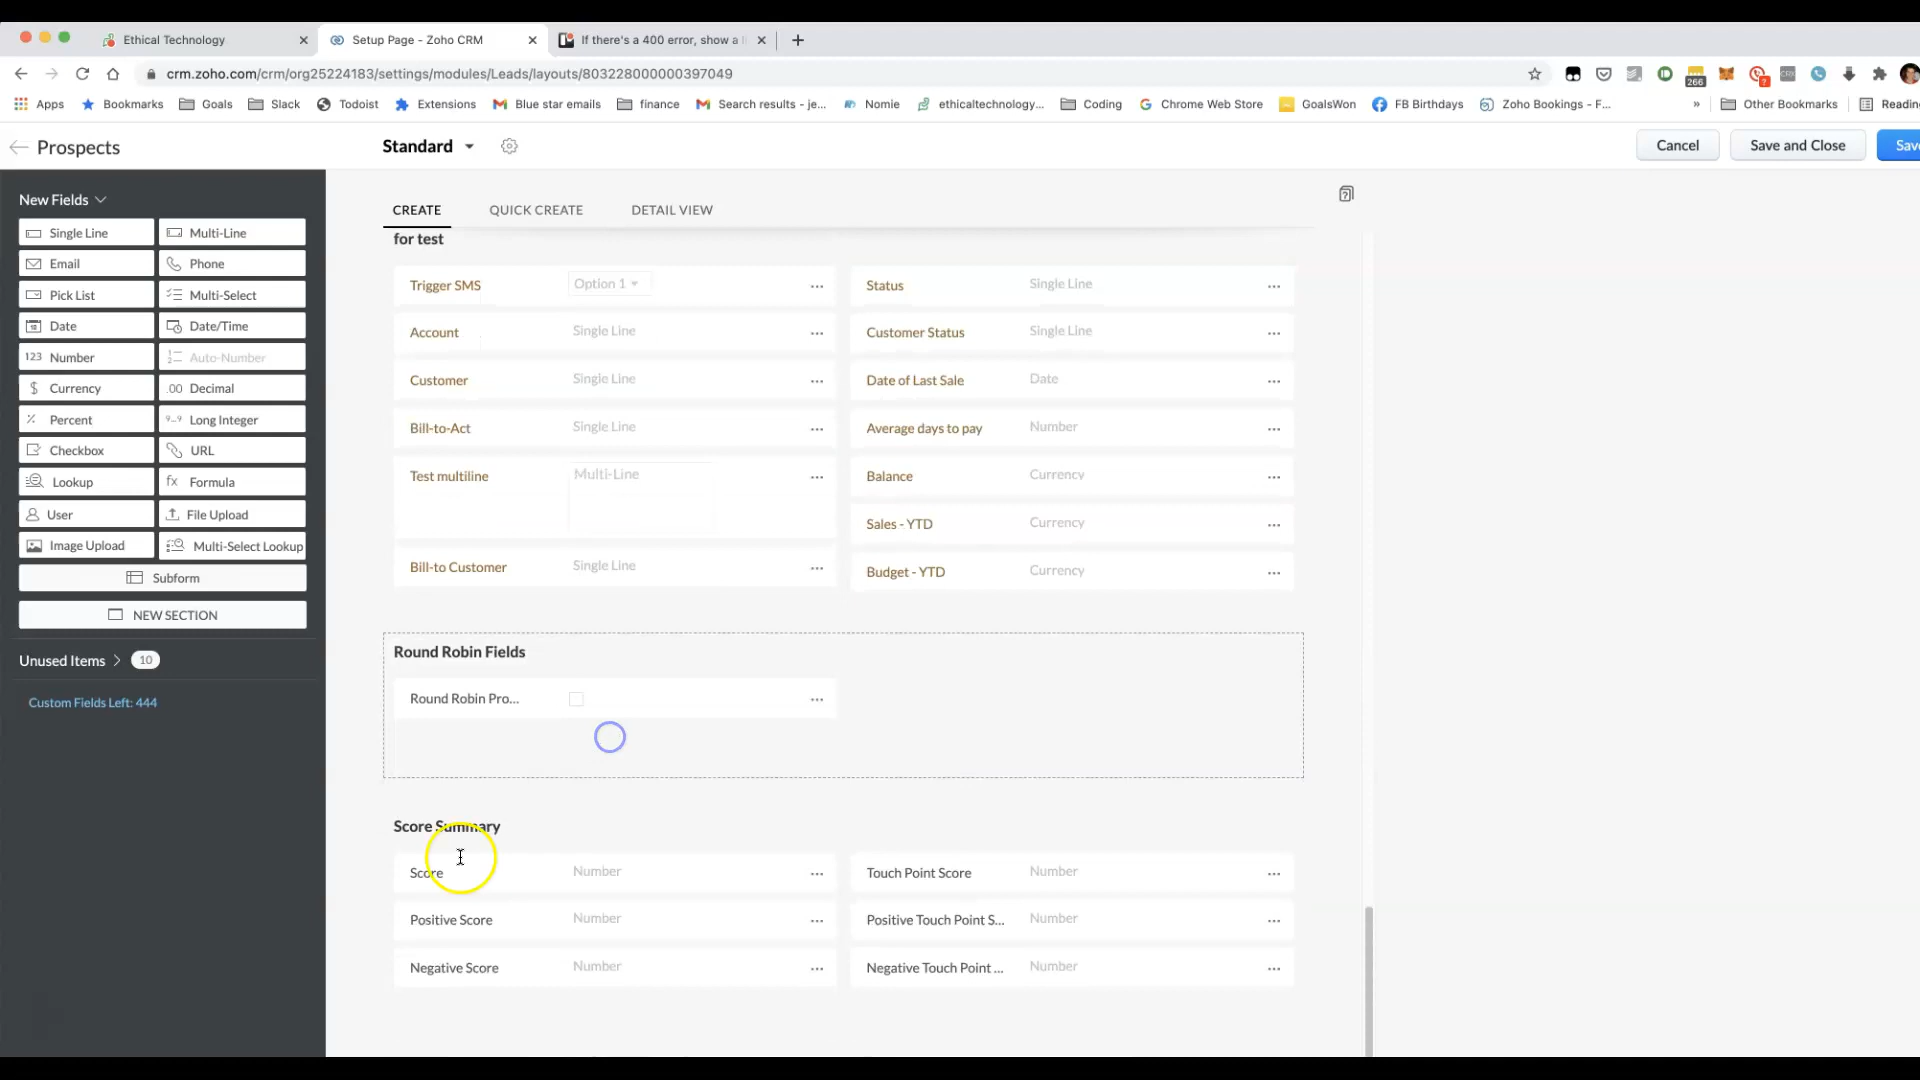 Ethical Technology
Setup Page - Zoho CRM
If there's a 400 error, show a
crm.zoho.com/crm/org25224183/settings/modules/Leads/layouts/803228000000397049
266
Apps
Bookmarks
Goals
Slack
Todoist
Extensions
Blue star emails
finance
Search results - je...
Nomie
ethicaltechnology...
Coding
Chrome Web Store
GoalsWon
FB Birthdays
Zoho Bookings - F...
»
Other Bookmarks
Reading
Prospects
Standard
Cancel
Save and Close
Save
New Fields
CREATE
QUICK CREATE
DETAIL VIEW
Single Line
Multi-Line
Email
Phone
Pick List
Multi-Select
Date
Date/Time
123 Number
Auto-Number
$ Currency
.00 Decimal
% Percent
Long Integer
Checkbox
URL
Lookup
fx Formula
User
File Upload
Image Upload
Multi-Select Lookup
Subform
NEW SECTION
Unused Items
10
Custom Fields Left: 444
for test
Trigger SMS
Option 1
...
Status
Single Line
...
Account
Single Line
...
Customer Status
Single Line
...
Customer
Single Line
...
Date of Last Sale
Date
...
Bill-to-Act
Single Line
...
Average days to pay
Number
...
Test multiline
Multi-Line
...
Balance
Currency
...
Sales - YTD
Currency
...
Bill-to Customer
Single Line
...
Budget - YTD
Currency
...
Round Robin Fields
Round Robin Pro...
...
Score Summary
Score
Number
...
Touch Point Score
Number
...
Positive Score
Number
...
Positive Touch Point S...
Number
...
Negative Score
Number
...
Negative Touch Point ...
Number
...